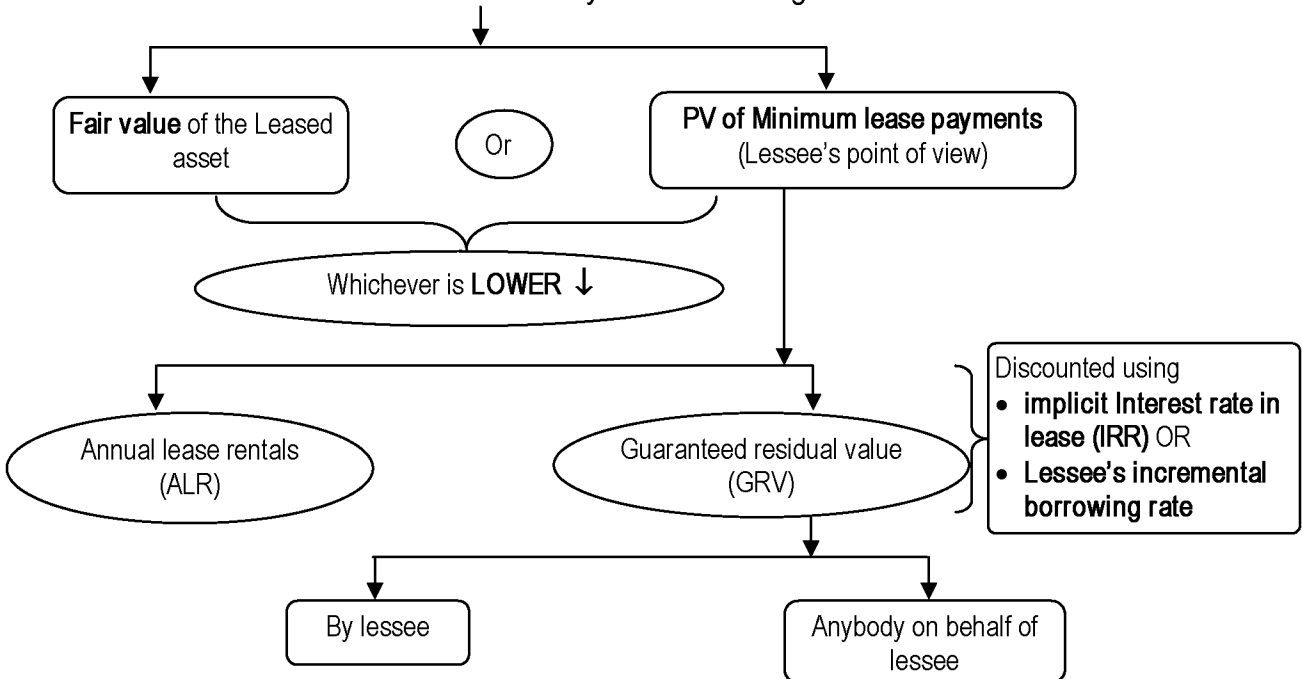 Fair value of the Leased
asset
Or
PV of Minimum lease payments
(Lessee's point of view)
Whichever is LOWER ↓
Discounted using
• implicit Interest rate in
lease (IRR) OR
• Lessee's incremental
borrowing rate
Annual lease rentals
(ALR)
Guaranteed residual value
(GRV)
By lessee
Anybody on behalf of
lessee